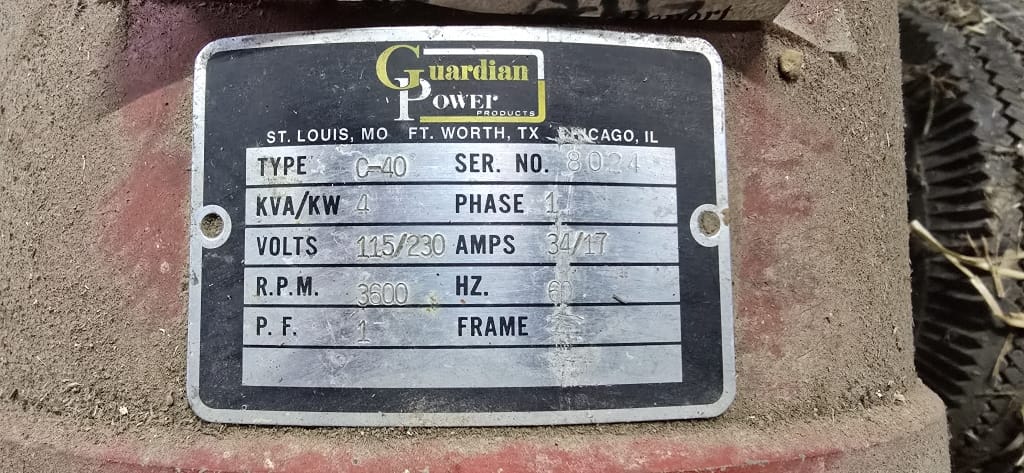 Guardian
POWER
PRODUCTS
ST. LOUIS, MO FT. WORTH, TX CHICAGO, IL
TYPE C-40 SER. NO. 8024
KVA/KW 4 PHASE 1
VOLTS 115/230 AMPS 34/17
R.P.M. 3600 HZ. 60
P. F. 1 FRAME